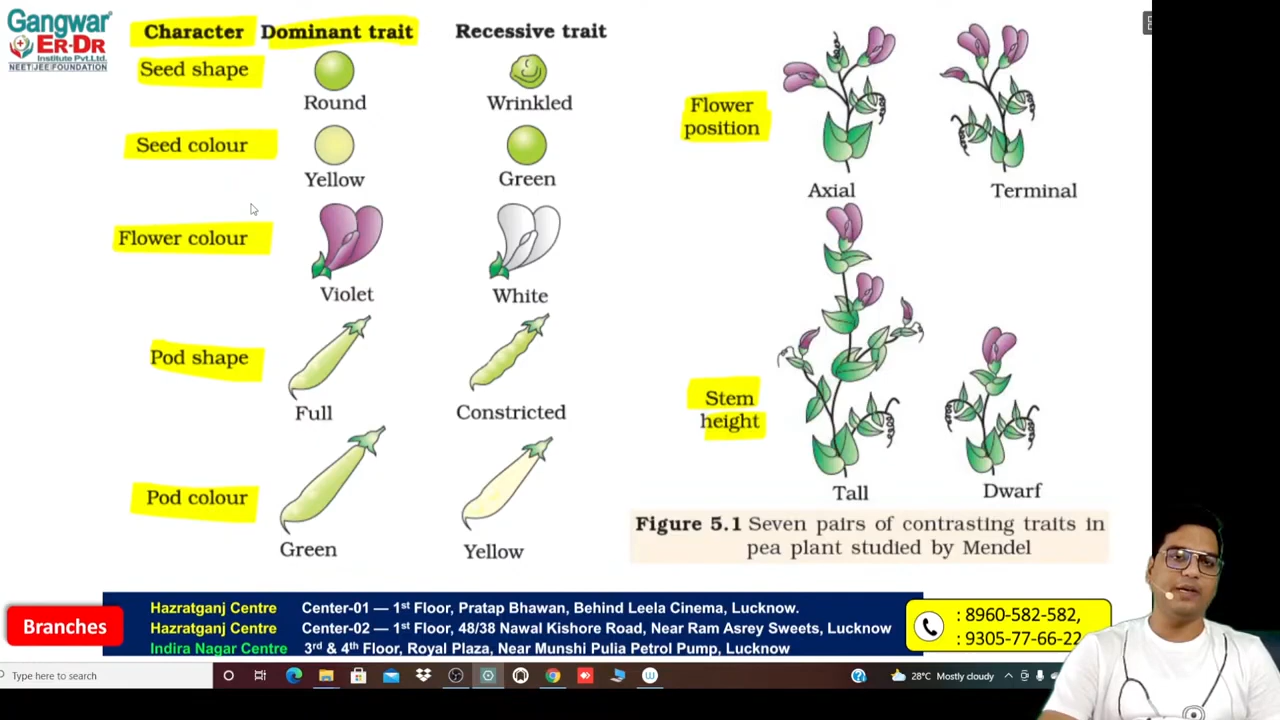 Gangwar
ER-DR
Institute Pvt.Ltd.
NEET|JEE|FOUNDATION
Character Dominant trait Recessive trait
Seed shape
Round Wrinkled
Seed colour
Yellow Green
Flower colour
Violet White
Pod shape
Full Constricted
Pod colour
Green Yellow
Flower
position
Axial Terminal
Stem
height
Tall Dwarf
Figure 5.1 Seven pairs of contrasting traits in
pea plant studied by Mendel
Branches
Hazratganj Centre Center-01 — 1st Floor, Pratap Bhawan, Behind Leela Cinema, Lucknow.
Hazratganj Centre Center-02 — 1st Floor, 48/38 Nawal Kishore Road, Near Ram Asrey Sweets, Lucknow
Indira Nagar Centre 3rd & 4th Floor, Royal Plaza, Near Munshi Pulia Petrol Pump, Lucknow
: 8960-582-582,
: 9305-77-66-22
Type here to search
28°C Mostly cloudy